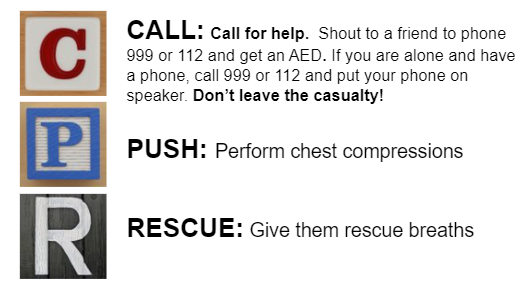 C
CALL: Call for help. Shout to a friend to phone
999 or 112 and get an AED. If you are alone and have
a phone, call 999 or 112 and put your phone on
speaker. Don’t leave the casualty!
P
PUSH: Perform chest compressions
R
RESCUE: Give them rescue breaths